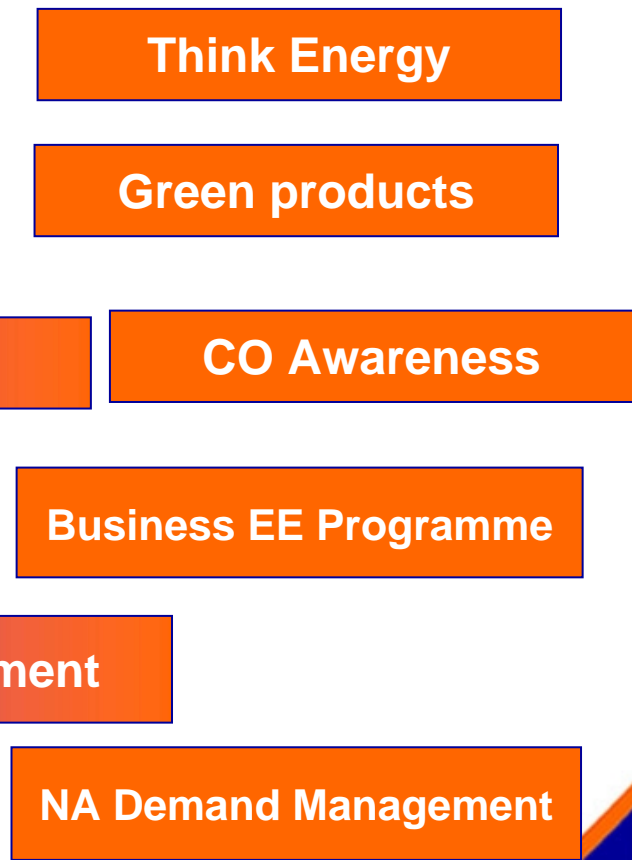 Think Energy
Green products
CO Awareness
Business EE Programme
ment
NA Demand Management